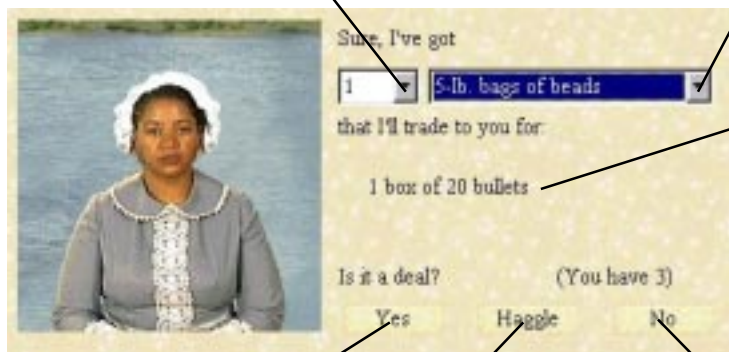 Sure, I've got
1 5-lb. bags of beads
that I'll trade to you for:
1 box of 20 bullets
Is it a deal? (You have 3)
Yes Haggle No